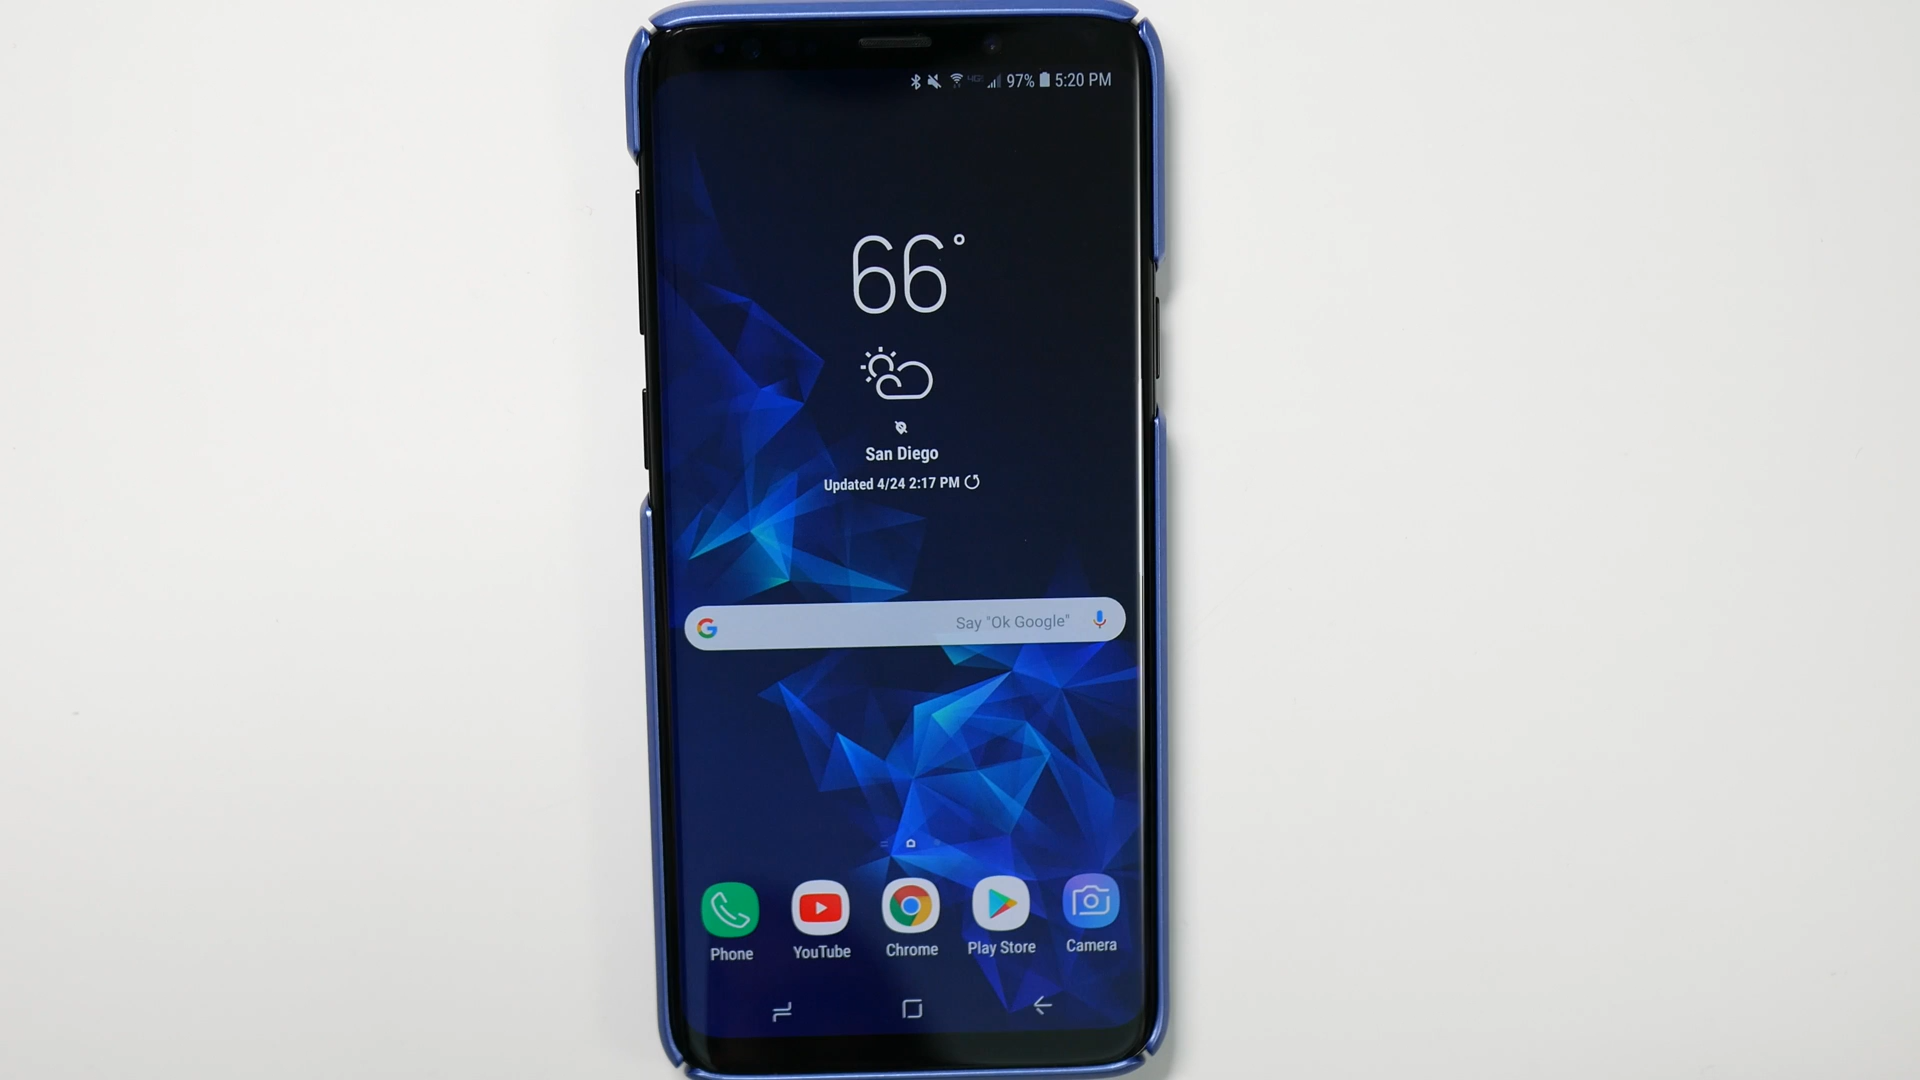 97% 5:20 PM
66°
San Diego
Updated 4/24 2:17 PM
G Say "Ok Google"
Phone YouTube Chrome Play Store Camera